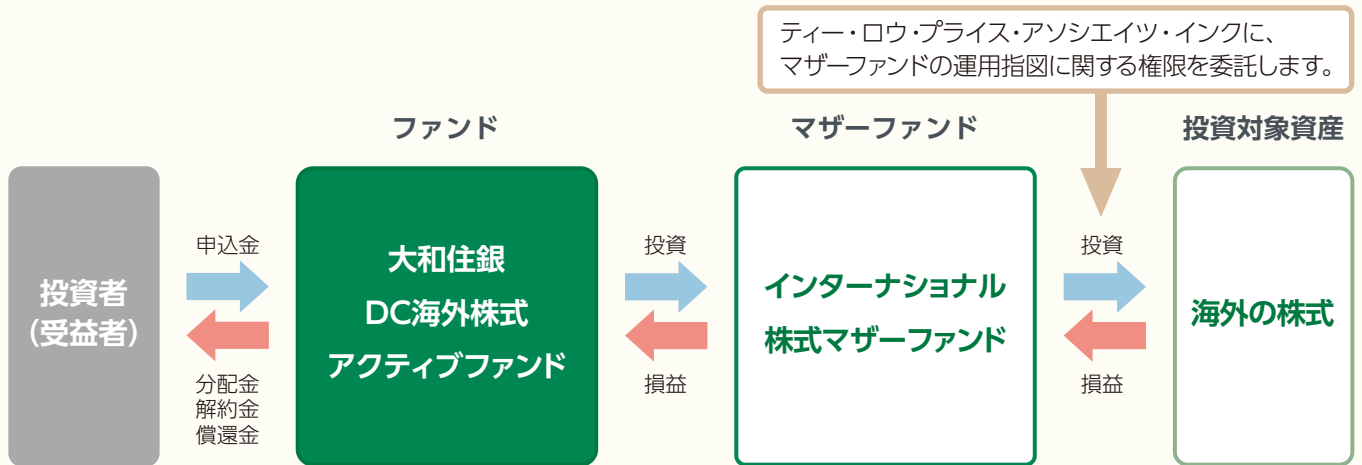 ティー・ロウ・プライス・アソシエイツ・インクに、
マザーファンドの運用指図に関する権限を委託します。
ファンド
マザーファンド
投資対象資産
投資者
(受益者)
申込金
分配金
解約金
償還金
大和住銀
DC海外株式
アクティブファンド
投資
損益
インターナショナル
株式マザーファンド
投資
損益
海外の株式